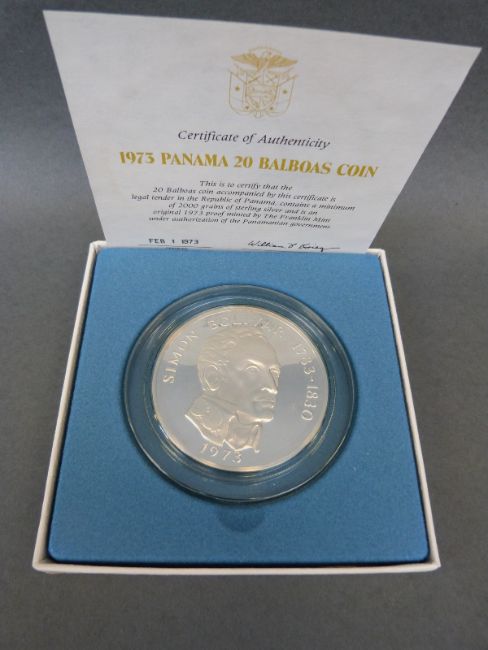 Certificate of Authenticity
1973 PANAMA 20 BALBOAS COIN
This is to certify that the
20 Balboas coin accompanied by this certificate is
legal tender in the Republic of Panama, contains a minimum
of 2000 grains of sterling silver and is an
original 1973 proof minted by The Franklin Mint
under authorization of the Panamanian government
FEB 1 1973
SIMON BOLIVAR 1783-1830
1973